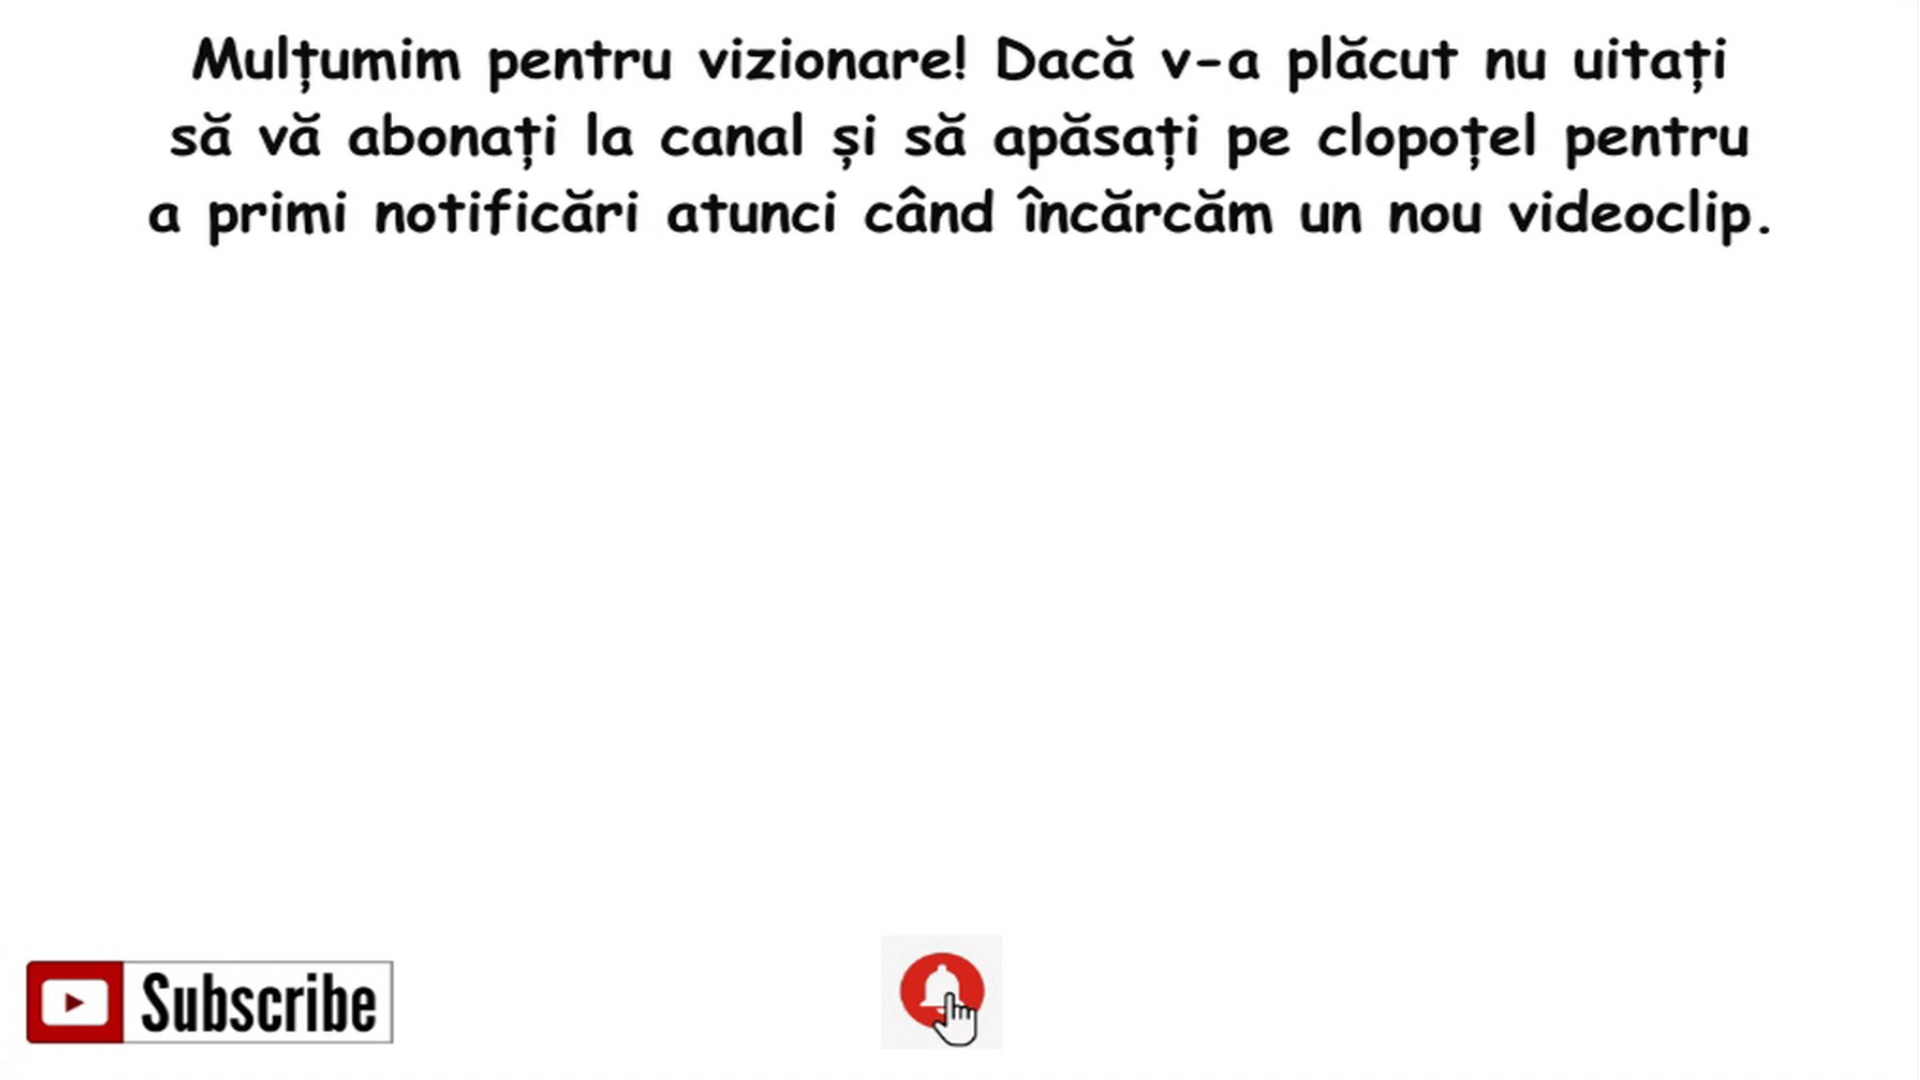 Mulțumim pentru vizionare! Dacă v-a plăcut nu uitați
să vă abonați la canal și să apăsați pe clopoțel pentru
a primi notificări atunci când încărcăm un nou videoclip.
Subscribe